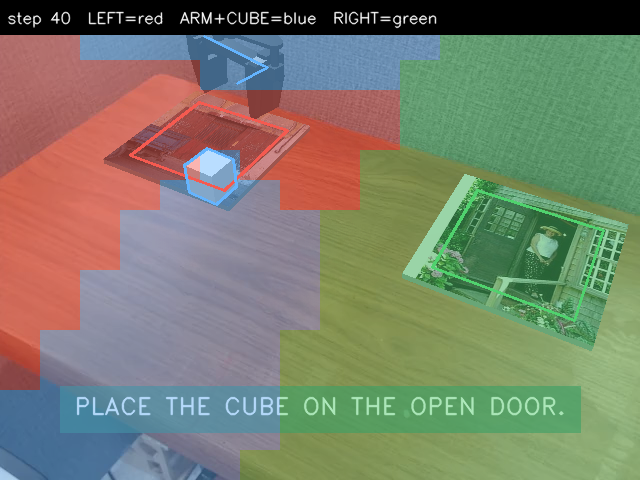 step 40 LEFT=red ARM+CUBE=blue RIGHT=green
PLACE THE CUBE ON THE OPEN DOOR.